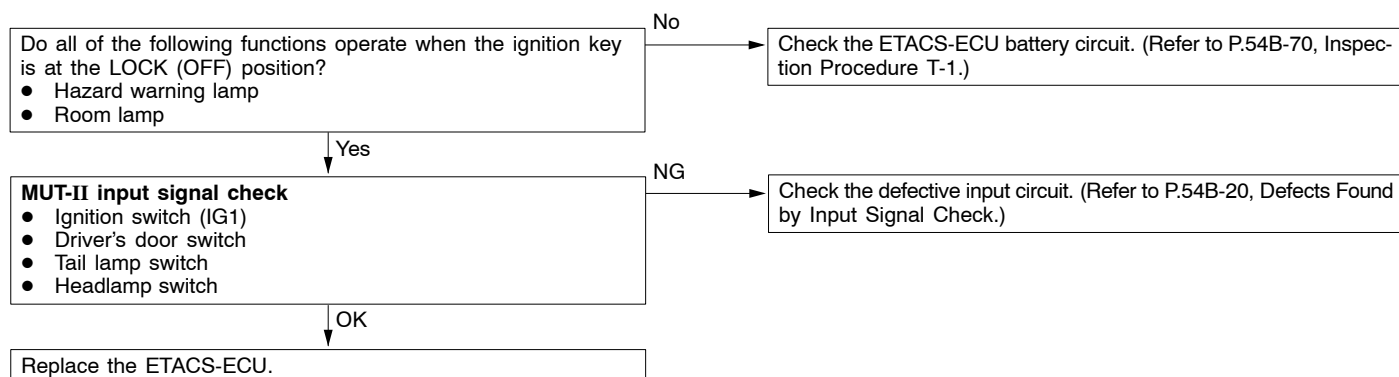 No
Do all of the following functions operate when the ignition key
is at the LOCK (OFF) position?
● Hazard warning lamp
● Room lamp
Check the ETACS-ECU battery circuit. (Refer to P.54B-70, Inspec-
tion Procedure T-1.)
Yes
NG
MUT-II input signal check
● Ignition switch (IG1)
● Driver's door switch
● Tail lamp switch
● Headlamp switch
Check the defective input circuit. (Refer to P.54B-20, Defects Found
by Input Signal Check.)
OK
Replace the ETACS-ECU.